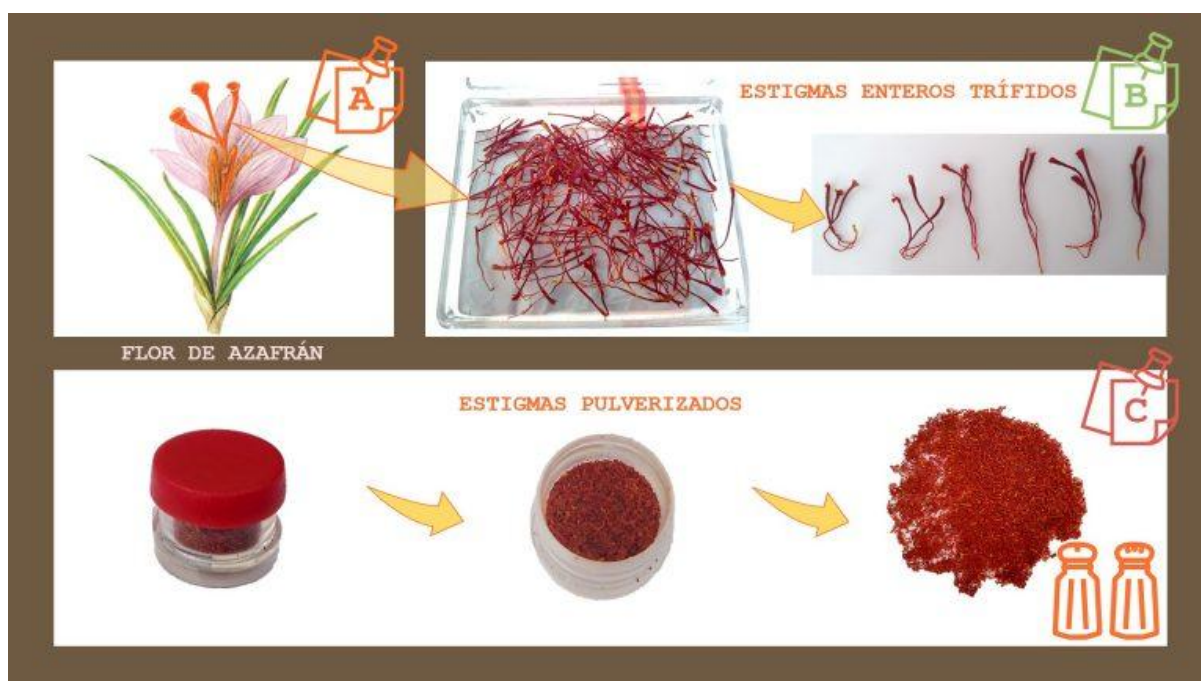 A
ESTIGMAS ENTEROS TRÍFIDOS
B
FLOR DE AZAFRÁN
ESTIGMAS PULVERIZADOS
C